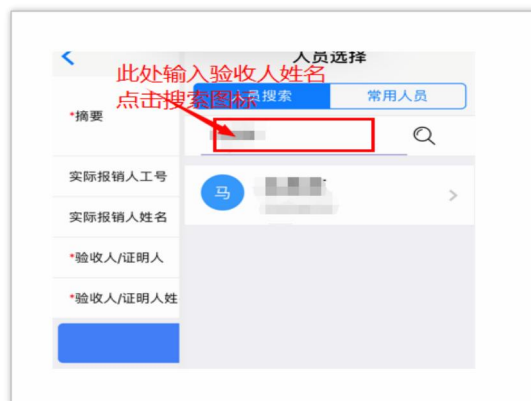 人员选择
此处输入验收人姓名
点击搜索图标
人员搜索
常用人员
*摘要
实际报销人工号
马
实际报销人姓名
*验收人/证明人
*验收人/证明人姓